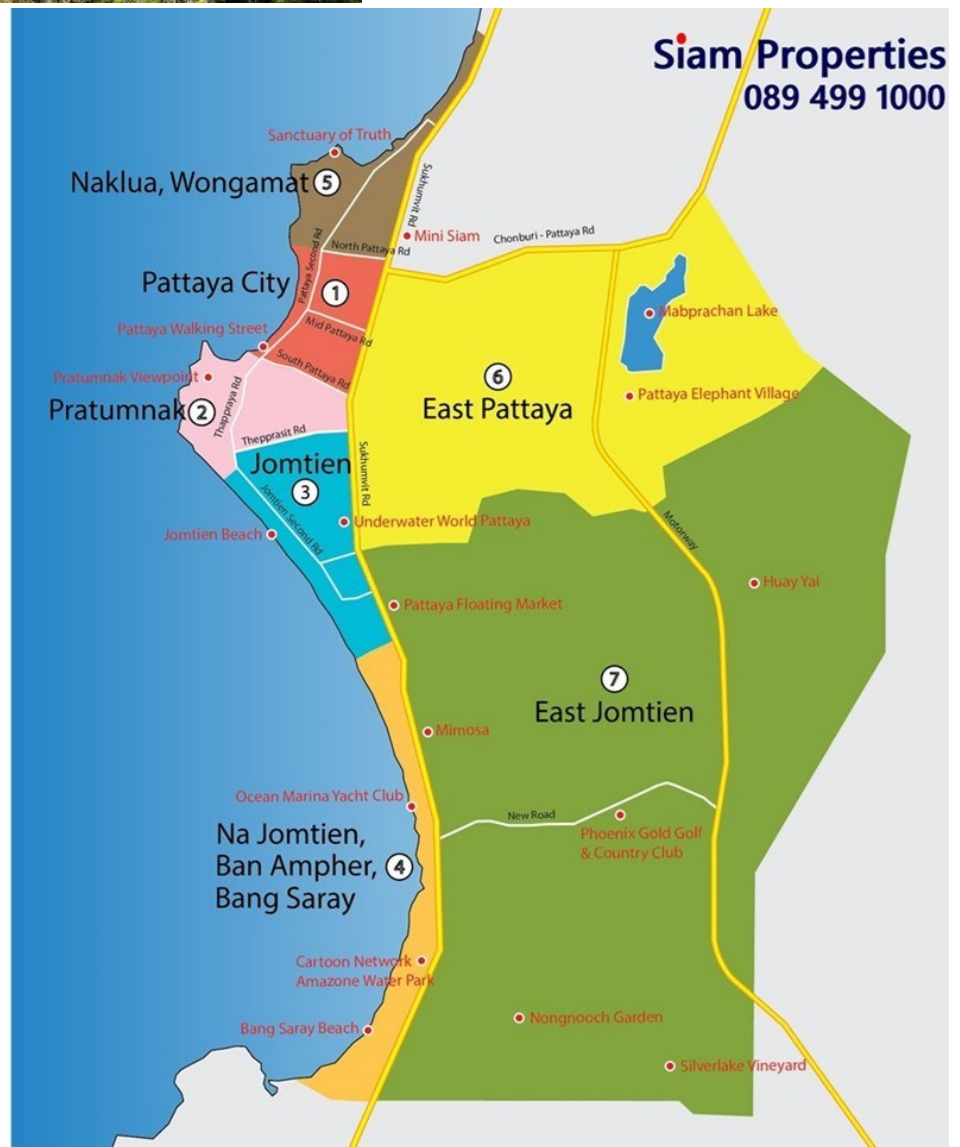 Siam Properties
089 499 1000
Sanctuary of Truth
Naklua, Wongamat 5
Sukhumvit Rd
Mini Siam
Chonburi - Pattaya Rd
North Pattaya Rd
Pattaya Second Rd
Pattaya City
1
Mabprachan Lake
Mid Pattaya Rd
Pattaya Walking Street
South Pattaya Rd
Pratumnak Viewpoint
6
East Pattaya
Pattaya Elephant Village
Pratumnak 2
Thappraya Rd
Thepprasit Rd
Jomtien
3
Sukhumvit Rd
Jomtien Second Rd
Underwater World Pattaya
Jomtien Beach
Motorway
Huay Yai
Pattaya Floating Market
7
East Jomtien
Mimosa
Ocean Marina Yacht Club
New Road
Phoenix Gold Golf
& Country Club
Na Jomtien,
Ban Ampher, 4
Bang Saray
Cartoon Network
Amazone Water Park
Nongnooch Garden
Bang Saray Beach
Silverlake Vineyard